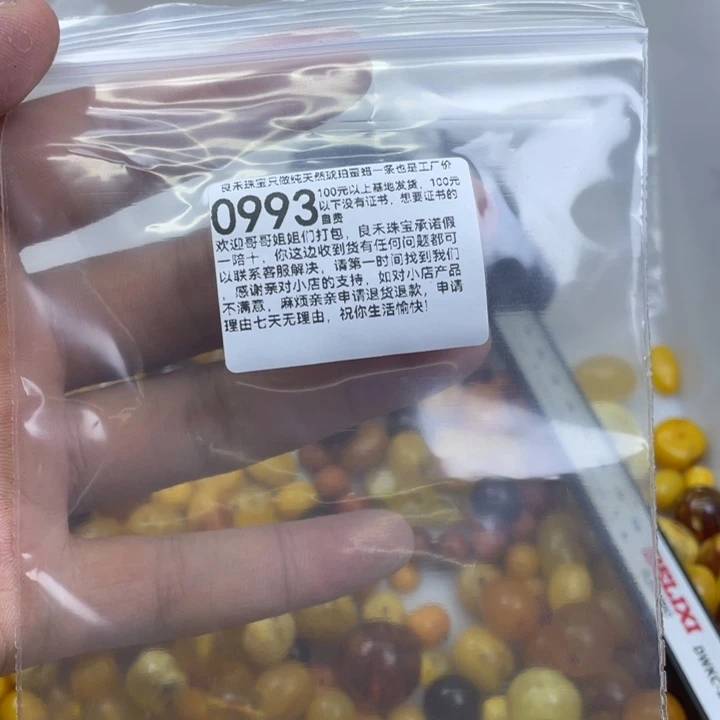 良禾珠宝只做纯天然琥珀蜜蜡一条也是工厂价
0993
100元以上基地发货,100元
以下没有证书,想要证书的
自费
欢迎哥哥姐姐们打包,良禾珠宝承诺假
一陪十,你这边收到货有任何问题都可
以联系客服解决,请第一时间找到我们
,感谢亲对小店的支持,如对小店产品
不满意,麻烦亲亲申请退货退款,申请
理由七天无理由,祝你生活愉快!
DELIXI
DWKC-